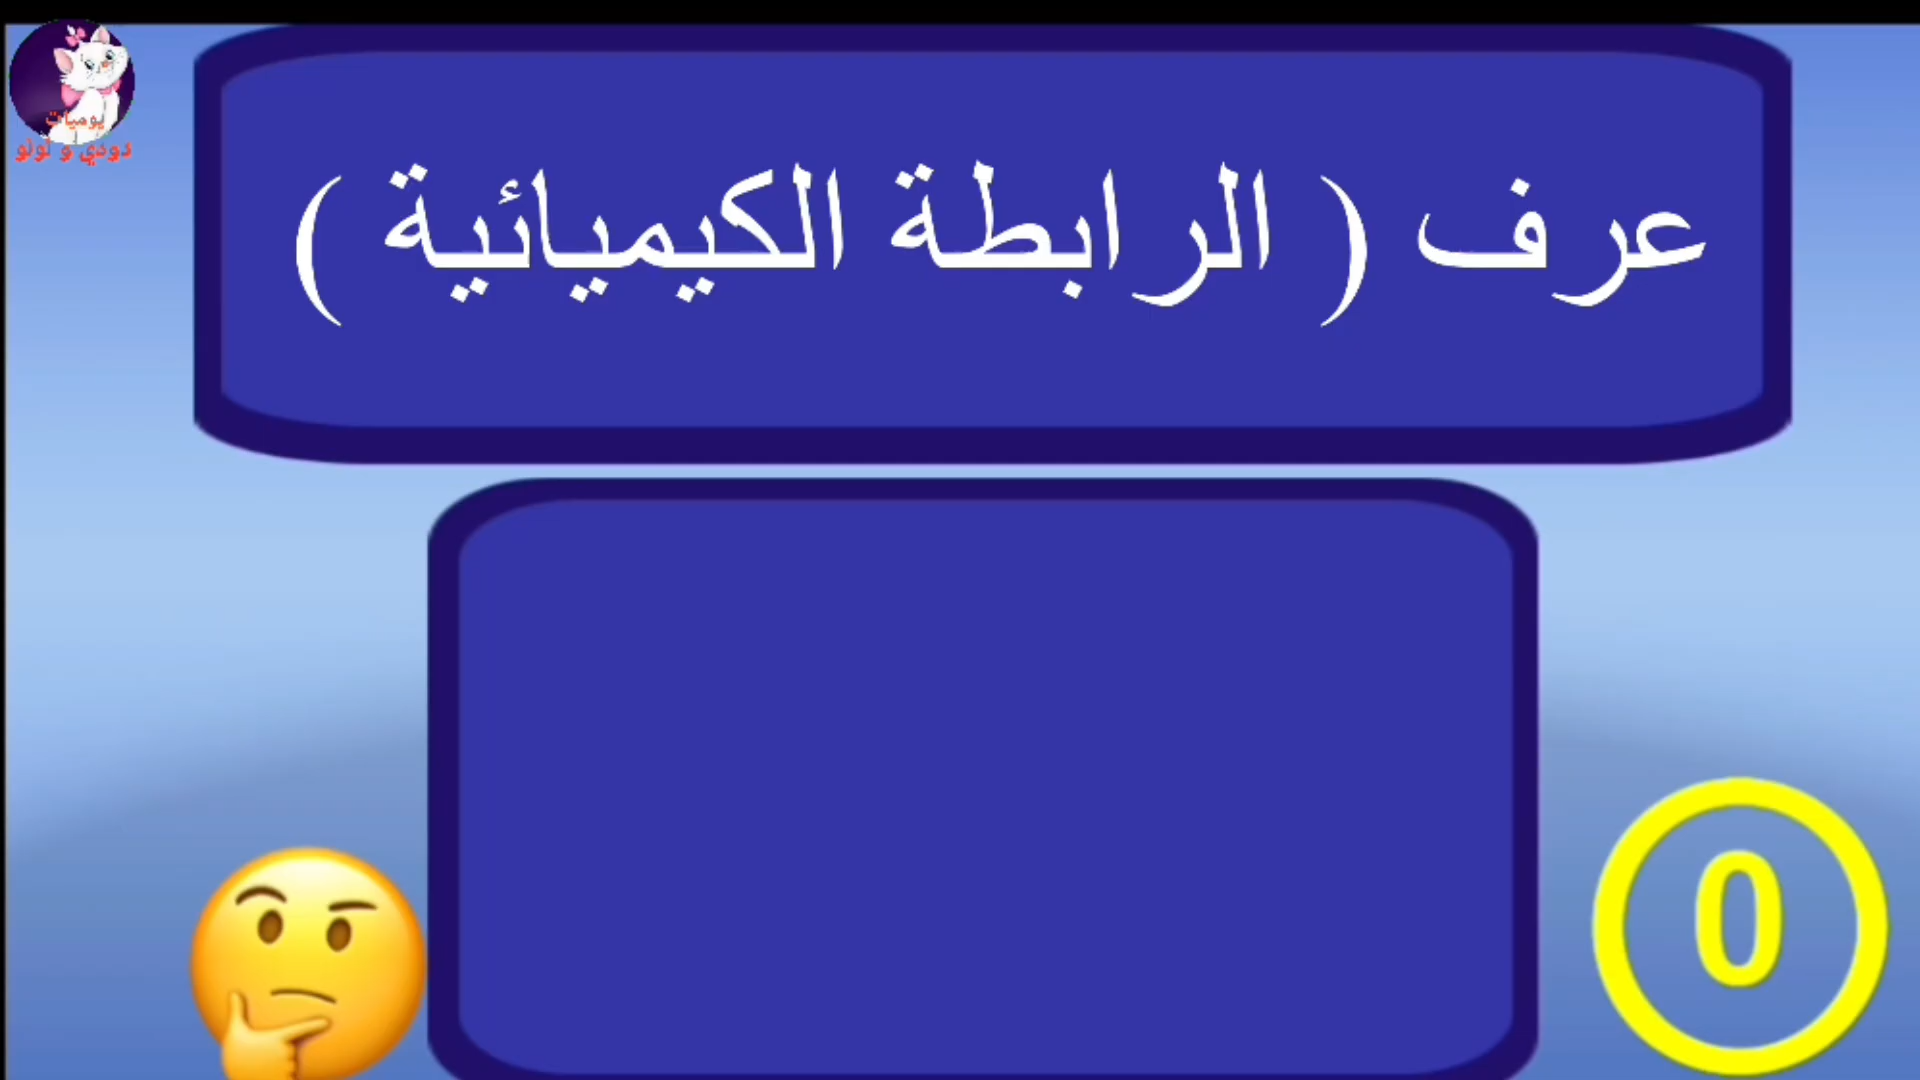 يوميات
دودي و لولو
عرف ( الرابطة الكيميائية )
0